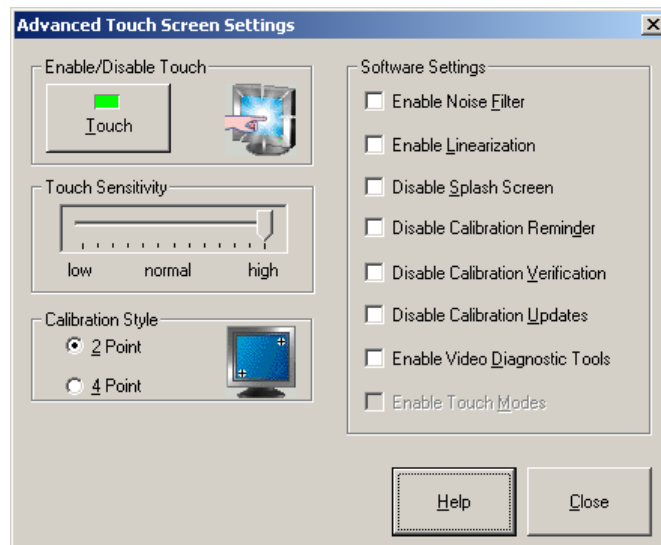 Advanced Touch Screen Settings
Enable/Disable Touch
Touch
Touch Sensitivity
low normal high
Calibration Style
2 Point
4 Point
Software Settings
Enable Noise Filter
Enable Linearization
Disable Splash Screen
Disable Calibration Reminder
Disable Calibration Verification
Disable Calibration Updates
Enable Video Diagnostic Tools
Enable Touch Modes
Help Close